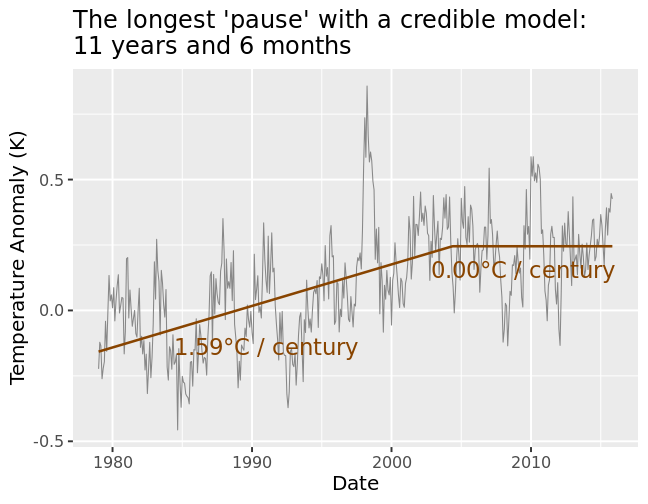 The longest 'pause' with a credible model:
11 years and 6 months
Temperature Anomaly (K)
0.5
0.0
-0.5
0.00°C / century
1.59°C / century
1980
1990
2000
2010
Date